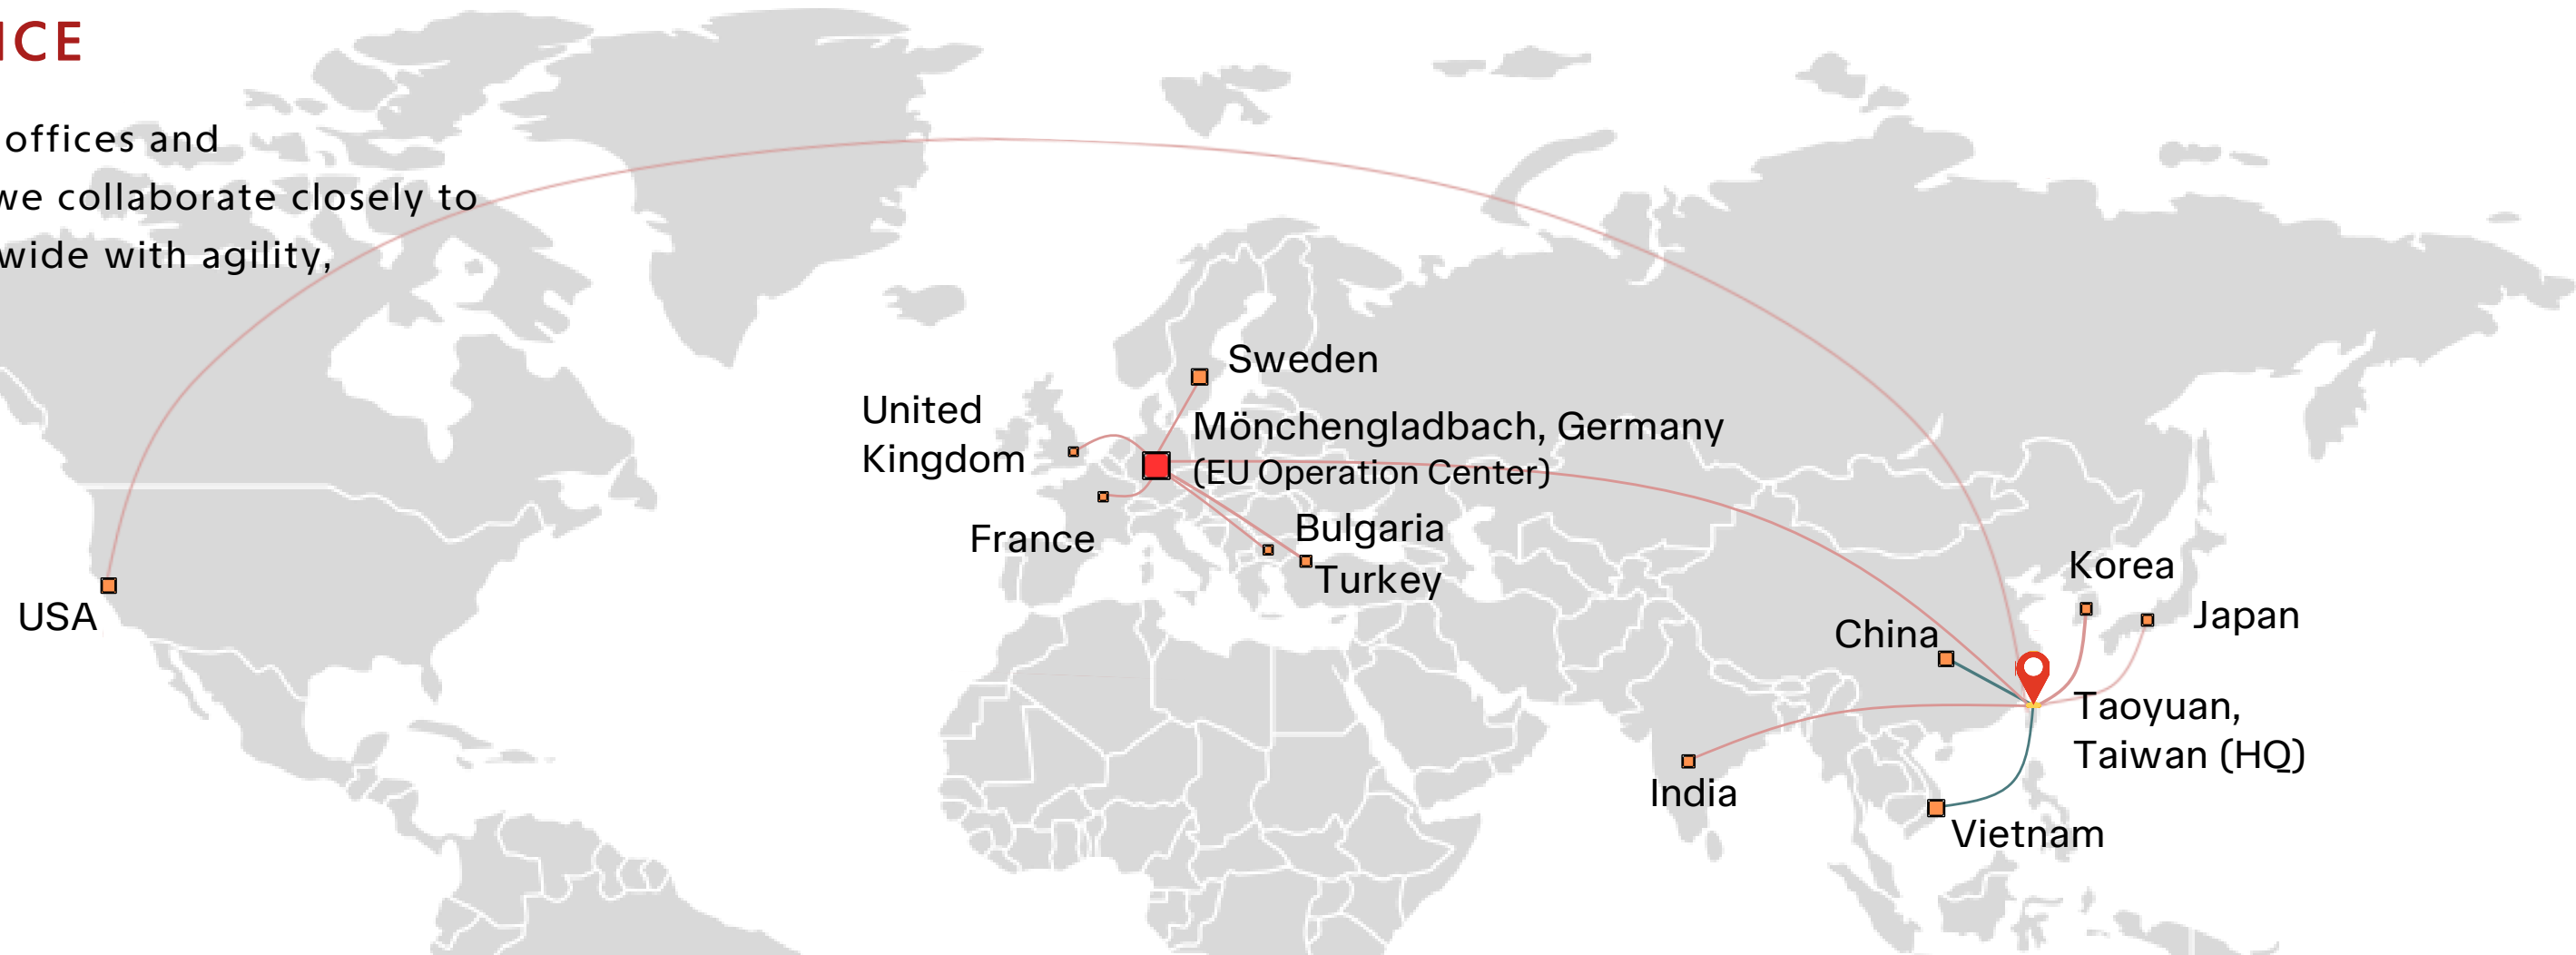 ICE
offices and
we collaborate closely to
wide with agility,
Sweden
United
Kingdom
Mönchengladbach, Germany
(EU Operation Center)
France
Bulgaria
Turkey
USA
Korea
Japan
China
Taoyuan,
Taiwan (HQ)
India
Vietnam